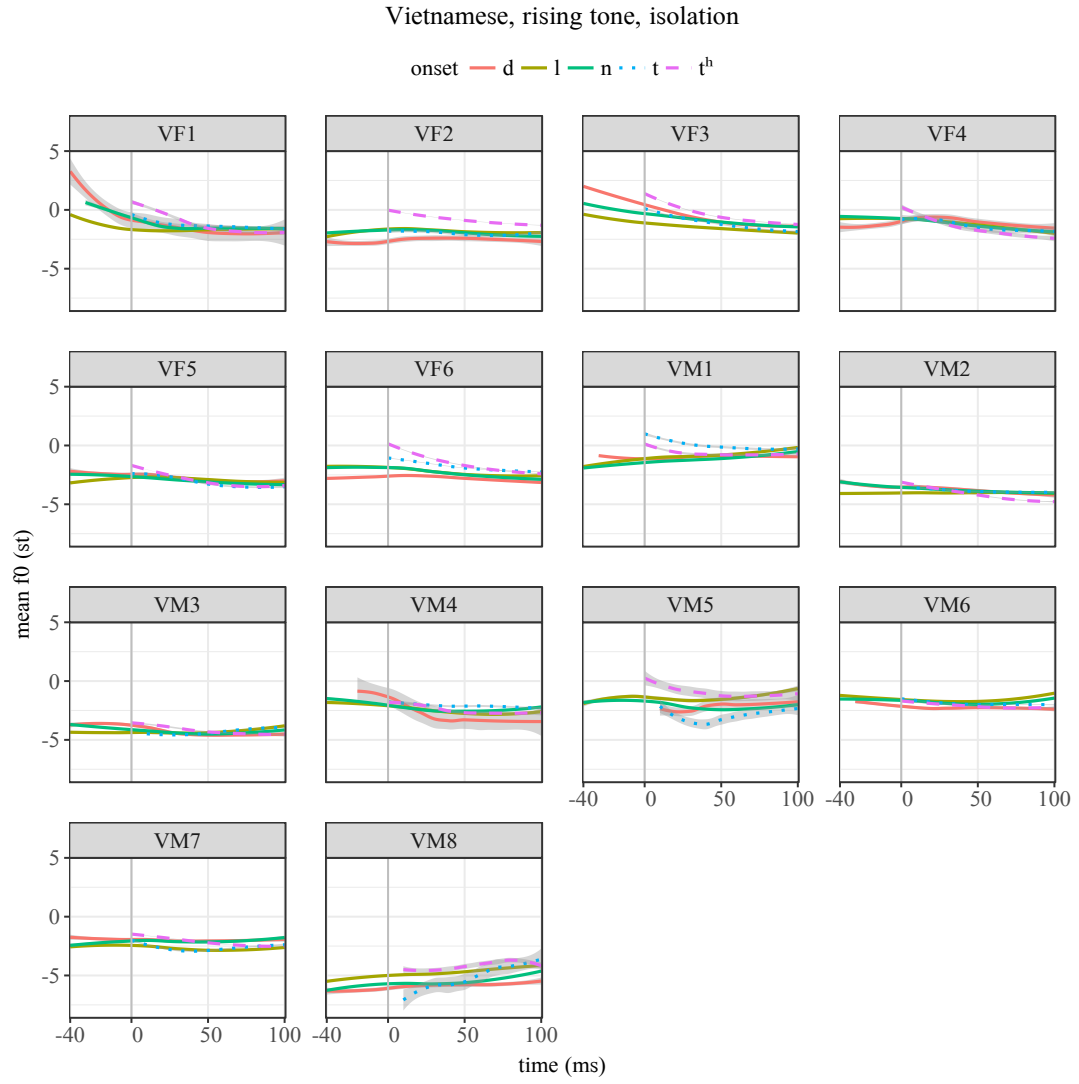 Vietnamese, rising tone, isolation
onset d l n t tʰ
VF1 VF2 VF3 VF4
5
0
-5
VF5 VF6 VM1 VM2
5
0
-5
VM3 VM4 VM5 VM6
5
0
-5
-40 0 50 100 -40 0 50 100
VM7 VM8
5
0
-5
-40 0 50 100 -40 0 50 100
mean f0 (st)
time (ms)